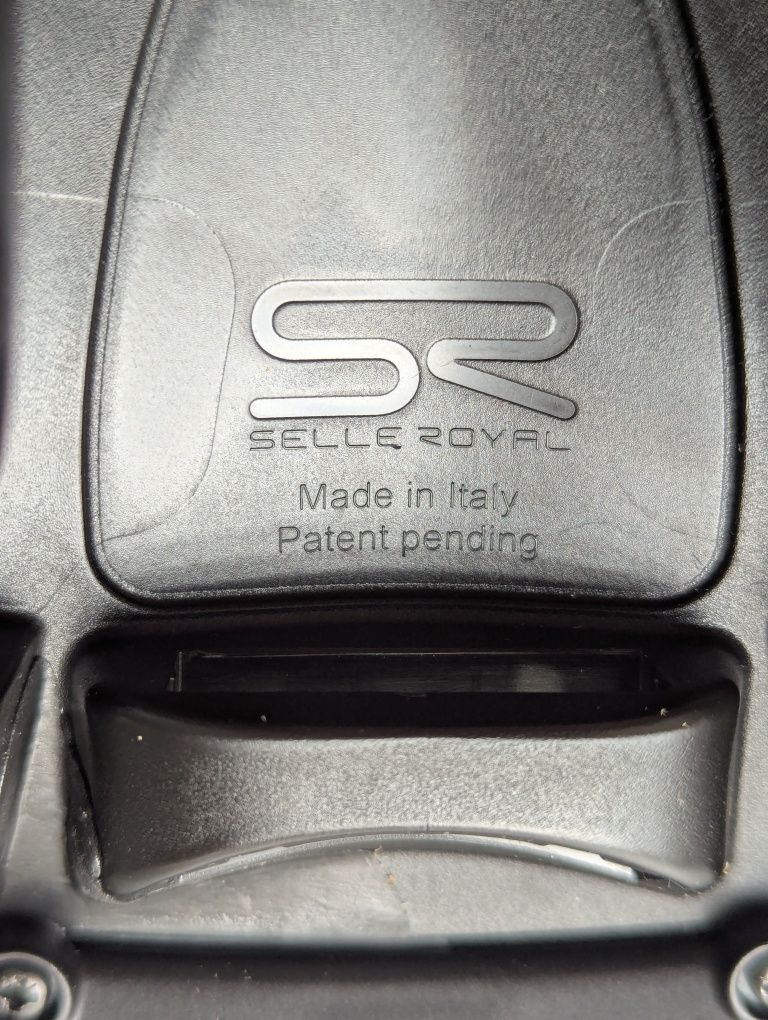 SR
SELLE ROYAL
Made in Italy
Patent pending